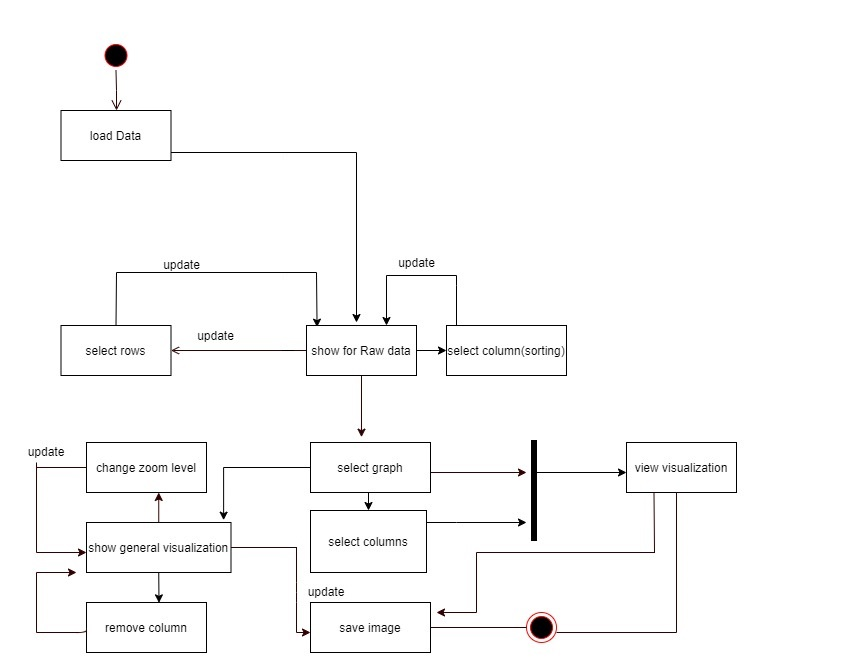 load Data
update
update
update
select rows
show for Raw data
select column(sorting)
update
change zoom level
select graph
view visualization
show general visualization
select columns
update
remove column
save image